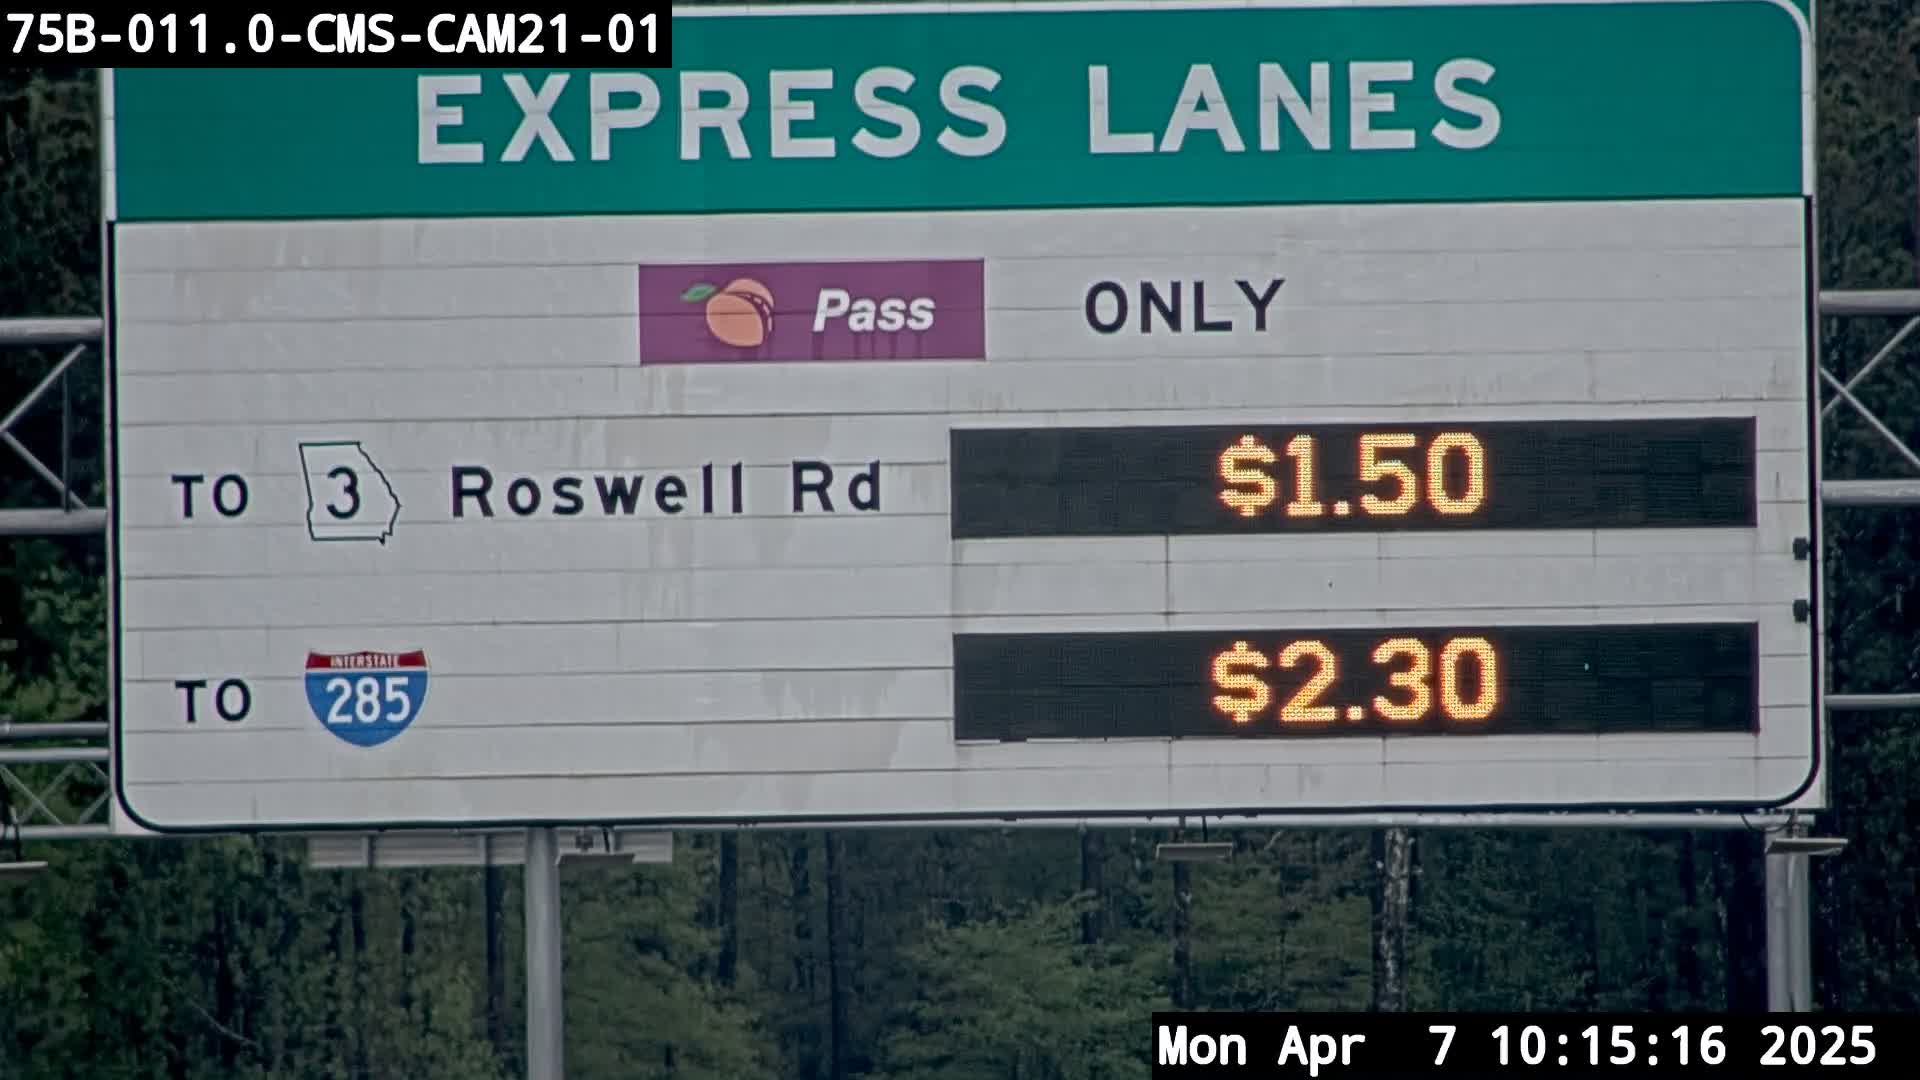 75B-011.0-CMS-CAM21-01
EXPRESS LANES
Pass ONLY
TO 3 Roswell Rd $1.50
TO INTERSTATE 285 $2.30
Mon Apr 7 10:15:16 2025